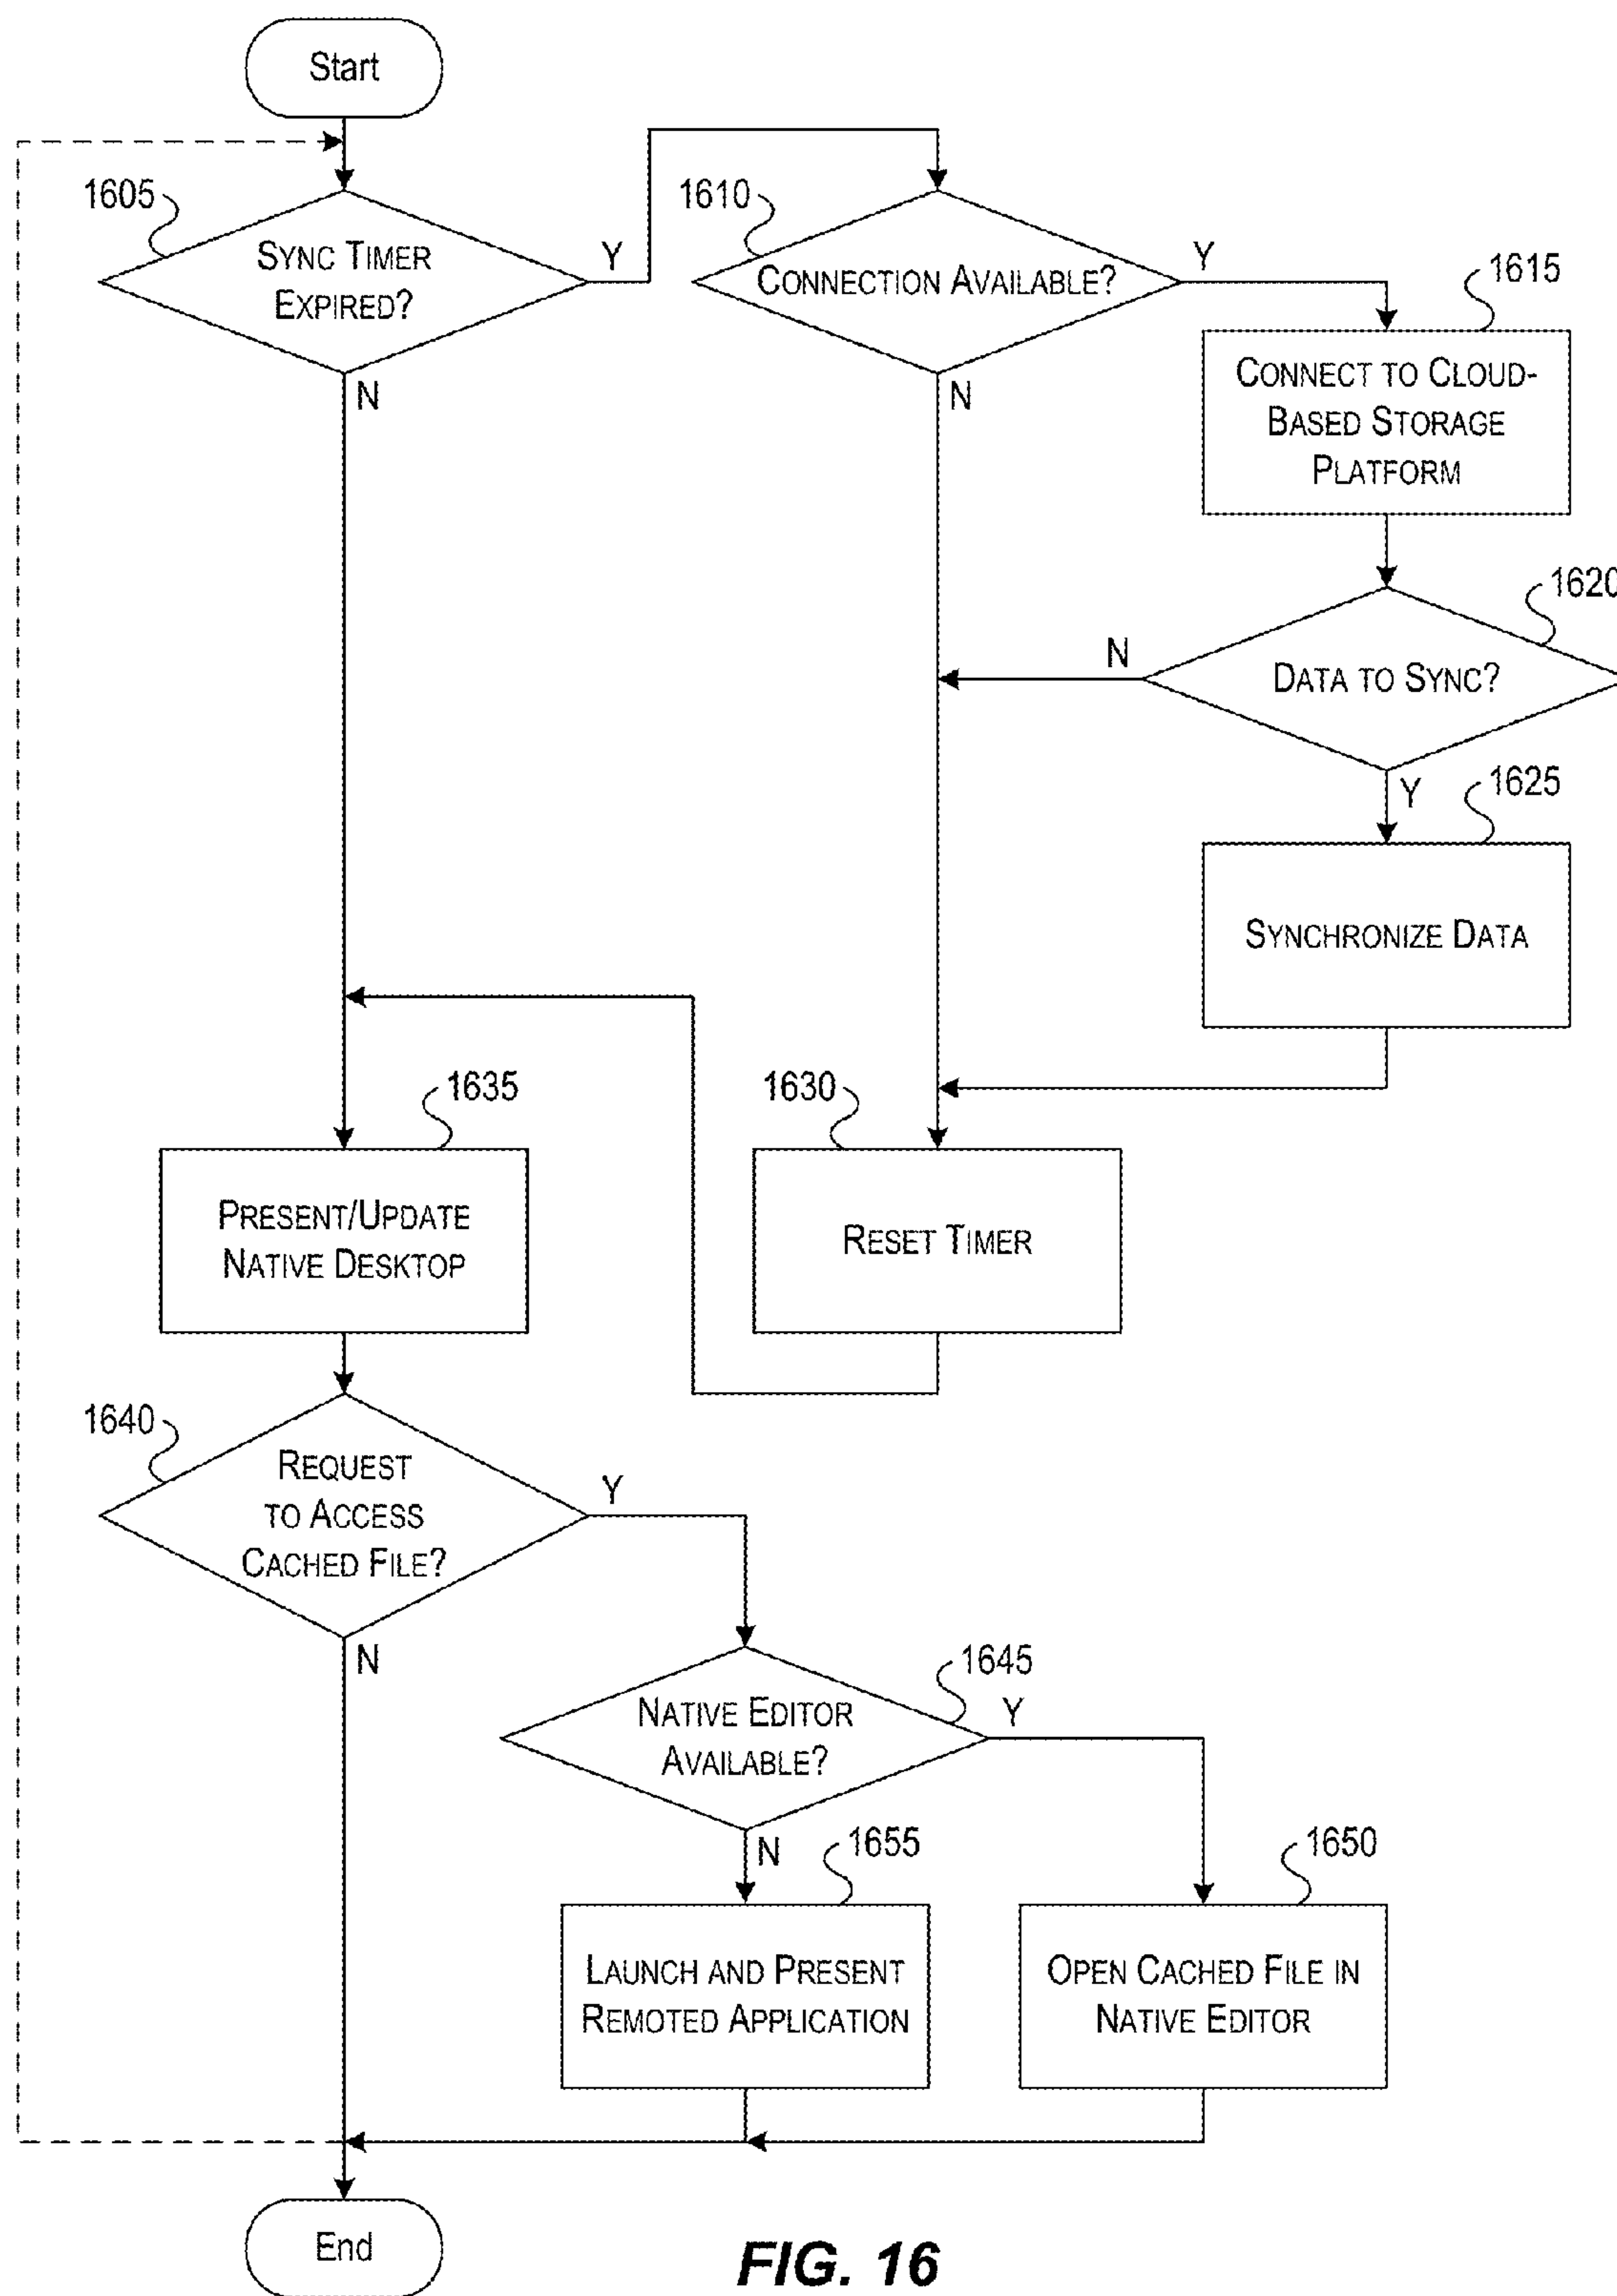 Start
1605
SYNC TIMER
EXPIRED?
Y
N
1610
CONNECTION AVAILABLE?
Y
N
1615
CONNECT TO CLOUD-
BASED STORAGE
PLATFORM
1620
DATA TO SYNC?
N
Y
1625
SYNCHRONIZE DATA
1630
RESET TIMER
1635
PRESENT/UPDATE
NATIVE DESKTOP
1640
REQUEST
TO ACCESS
CACHED FILE?
Y
N
1645
NATIVE EDITOR
AVAILABLE?
Y
N
1655
LAUNCH AND PRESENT
REMOTED APPLICATION
1650
OPEN CACHED FILE IN
NATIVE EDITOR
End
FIG. 16